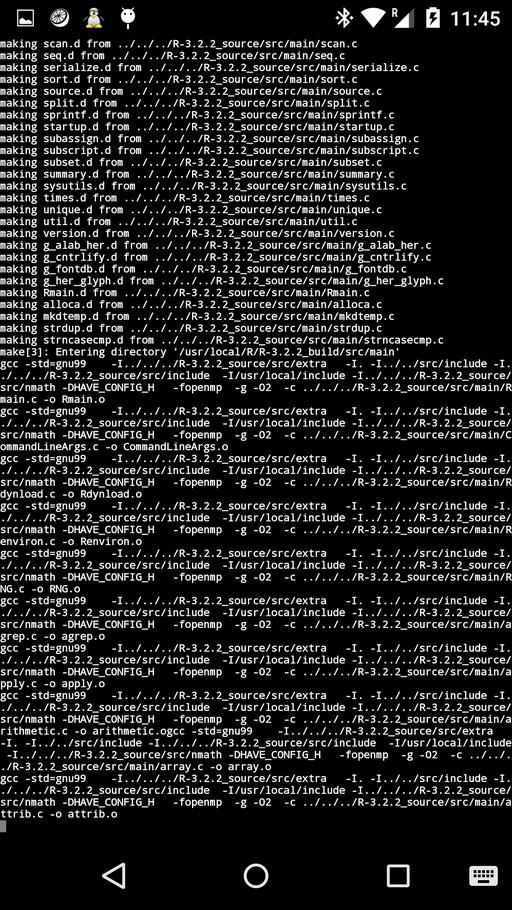 R 11:45
making scan.d from ../../../R-3.2.2_source/src/main/scan.c
making seq.d from ../../../R-3.2.2_source/src/main/seq.c
making serialize.d from ../../../R-3.2.2_source/src/main/serialize.c
making sort.d from ../../../R-3.2.2_source/src/main/sort.c
making source.d from ../../../R-3.2.2_source/src/main/source.c
making split.d from ../../../R-3.2.2_source/src/main/split.c
making sprintf.d from ../../../R-3.2.2_source/src/main/sprintf.c
making startup.d from ../../../R-3.2.2_source/src/main/startup.c
making subassign.d from ../../../R-3.2.2_source/src/main/subassign.c
making subscript.d from ../../../R-3.2.2_source/src/main/subscript.c
making subset.d from ../../../R-3.2.2_source/src/main/subset.c
making summary.d from ../../../R-3.2.2_source/src/main/summary.c
making sysutils.d from ../../../R-3.2.2_source/src/main/sysutils.c
making times.d from ../../../R-3.2.2_source/src/main/times.c
making unique.d from ../../../R-3.2.2_source/src/main/unique.c
making util.d from ../../../R-3.2.2_source/src/main/util.c
making version.d from ../../../R-3.2.2_source/src/main/version.c
making g_alab_her.d from ../../../R-3.2.2_source/src/main/g_alab_her.c
making g_cntrlify.d from ../../../R-3.2.2_source/src/main/g_cntrlify.c
making g_fontdb.d from ../../../R-3.2.2_source/src/main/g_fontdb.c
making g_her_glyph.d from ../../../R-3.2.2_source/src/main/g_her_glyph.c
making Rmain.d from ../../../R-3.2.2_source/src/main/Rmain.c
making alloca.d from ../../../R-3.2.2_source/src/main/alloca.c
making mkdtemp.d from ../../../R-3.2.2_source/src/main/mkdtemp.c
making strdup.d from ../../../R-3.2.2_source/src/main/strdup.c
making strncasecmp.d from ../../../R-3.2.2_source/src/main/strncasecmp.c
make[3]: Entering directory '/usr/local/R/R-3.2.2_build/src/main'
gcc -std=gnu99    -I../../../R-3.2.2_source/src/extra   -I. -I../../src/include -I.
./../../R-3.2.2_source/src/include  -I/usr/local/include -I../../../R-3.2.2_source/
src/nmath -DHAVE_CONFIG_H   -fopenmp  -g -O2  -c ../../../R-3.2.2_source/src/main/R
main.c -o Rmain.o
gcc -std=gnu99    -I../../../R-3.2.2_source/src/extra   -I. -I../../src/include -I.
./../../R-3.2.2_source/src/include  -I/usr/local/include -I../../../R-3.2.2_source/
src/nmath -DHAVE_CONFIG_H   -fopenmp  -g -O2  -c ../../../R-3.2.2_source/src/main/C
ommandLineArgs.c -o CommandLineArgs.o
gcc -std=gnu99    -I../../../R-3.2.2_source/src/extra   -I. -I../../src/include -I.
./../../R-3.2.2_source/src/include  -I/usr/local/include -I../../../R-3.2.2_source/
src/nmath -DHAVE_CONFIG_H   -fopenmp  -g -O2  -c ../../../R-3.2.2_source/src/main/R
dynload.c -o Rdynload.o
gcc -std=gnu99    -I../../../R-3.2.2_source/src/extra   -I. -I../../src/include -I.
./../../R-3.2.2_source/src/include  -I/usr/local/include -I../../../R-3.2.2_source/
src/nmath -DHAVE_CONFIG_H   -fopenmp  -g -O2  -c ../../../R-3.2.2_source/src/main/R
environ.c -o Renviron.o
gcc -std=gnu99    -I../../../R-3.2.2_source/src/extra   -I. -I../../src/include -I.
./../../R-3.2.2_source/src/include  -I/usr/local/include -I../../../R-3.2.2_source/
src/nmath -DHAVE_CONFIG_H   -fopenmp  -g -O2  -c ../../../R-3.2.2_source/src/main/R
NG.c -o RNG.o
gcc -std=gnu99    -I../../../R-3.2.2_source/src/extra   -I. -I../../src/include -I.
./../../R-3.2.2_source/src/include  -I/usr/local/include -I../../../R-3.2.2_source/
src/nmath -DHAVE_CONFIG_H   -fopenmp  -g -O2  -c ../../../R-3.2.2_source/src/main/a
grep.c -o agrep.o
gcc -std=gnu99    -I../../../R-3.2.2_source/src/extra   -I. -I../../src/include -I.
./../../R-3.2.2_source/src/include  -I/usr/local/include -I../../../R-3.2.2_source/
src/nmath -DHAVE_CONFIG_H   -fopenmp  -g -O2  -c ../../../R-3.2.2_source/src/main/a
pply.c -o apply.o
gcc -std=gnu99    -I../../../R-3.2.2_source/src/extra   -I. -I../../src/include -I.
./../../R-3.2.2_source/src/include  -I/usr/local/include -I../../../R-3.2.2_source/
src/nmath -DHAVE_CONFIG_H   -fopenmp  -g -O2  -c ../../../R-3.2.2_source/src/main/a
rithmetic.c -o arithmetic.ogcc -std=gnu99    -I../../../R-3.2.2_source/src/extra
-I. -I../../src/include -I../../../R-3.2.2_source/src/include  -I/usr/local/include
 -I../../../R-3.2.2_source/src/nmath -DHAVE_CONFIG_H   -fopenmp  -g -O2  -c ../../.
./R-3.2.2_source/src/main/array.c -o array.o
gcc -std=gnu99    -I../../../R-3.2.2_source/src/extra   -I. -I../../src/include -I.
./../../R-3.2.2_source/src/include  -I/usr/local/include -I../../../R-3.2.2_source/
src/nmath -DHAVE_CONFIG_H   -fopenmp  -g -O2  -c ../../../R-3.2.2_source/src/main/a
ttrib.c -o attrib.o